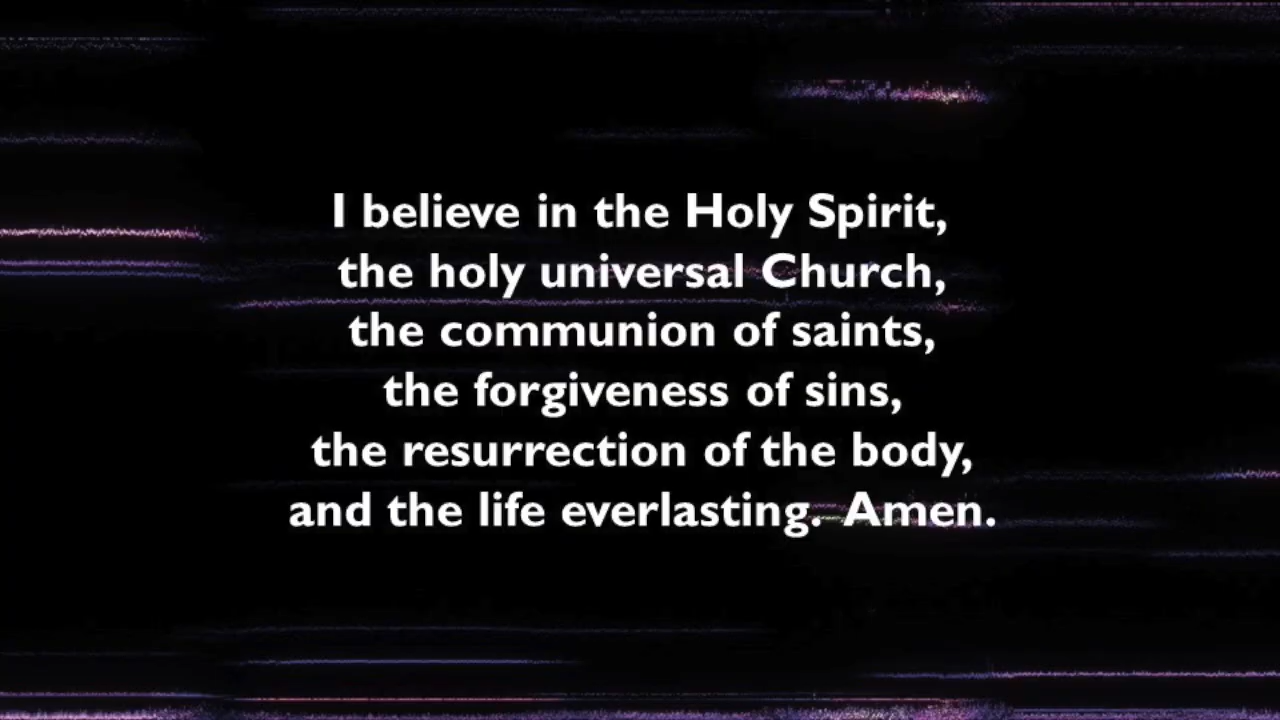 I believe in the Holy Spirit,
the holy universal Church,
the communion of saints,
the forgiveness of sins,
the resurrection of the body,
and the life everlasting.  Amen.